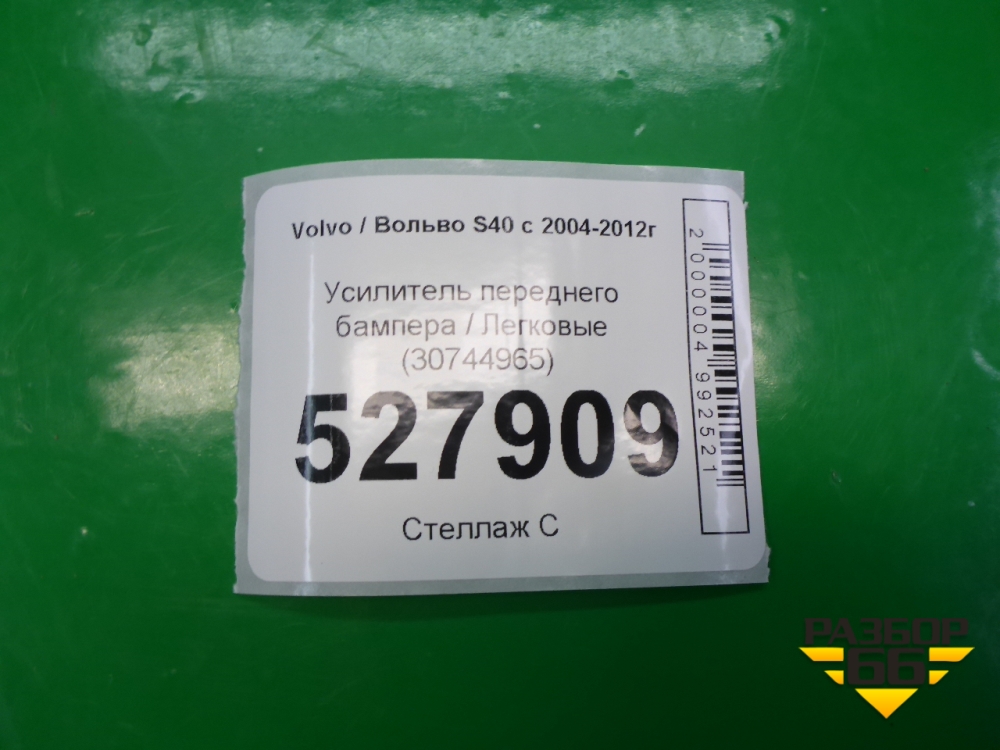 Volvo / Вольво S40 с 2004-2012г
Усилитель переднего
бампера / Легковые
(30744965)
527909
Стеллаж С
2000004992521
РАЗБОР
66